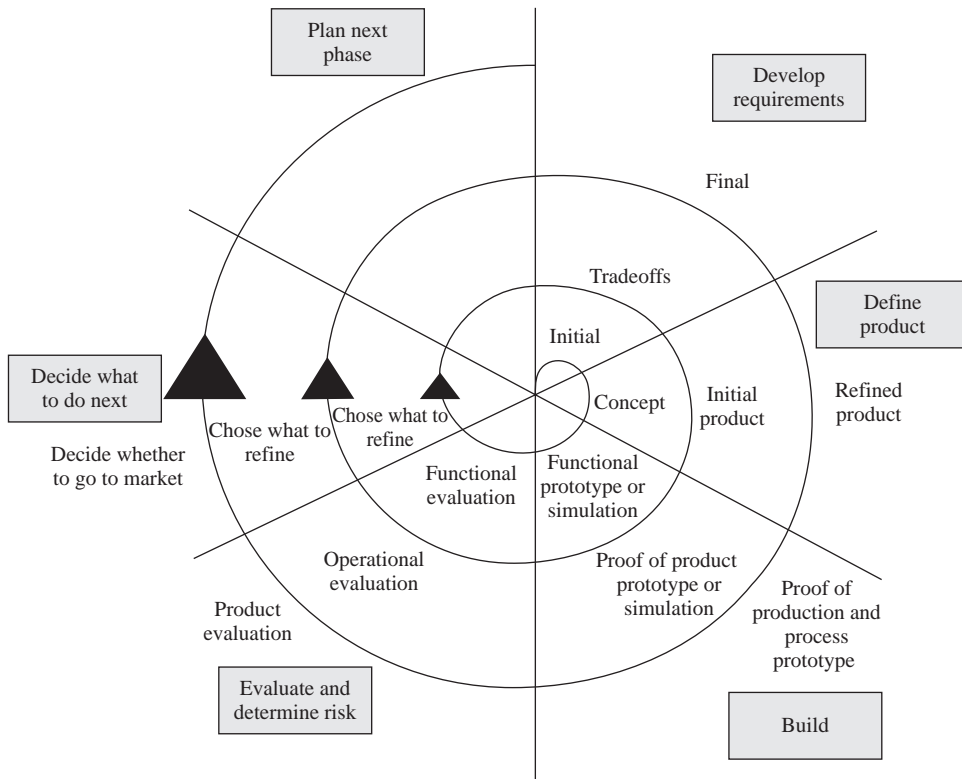 Plan next
phase
Develop
requirements
Final
Tradeoffs
Define
product
Initial
Decide what
to do next
Concept
Initial
product
Refined
product
Chose what to
refine
Chose what to
refine
Decide whether
to go to market
Functional
evaluation
Functional
prototype or
simulation
Operational
evaluation
Proof of product
prototype or
simulation
Proof of
production and
process
prototype
Product
evaluation
Evaluate and
determine risk
Build